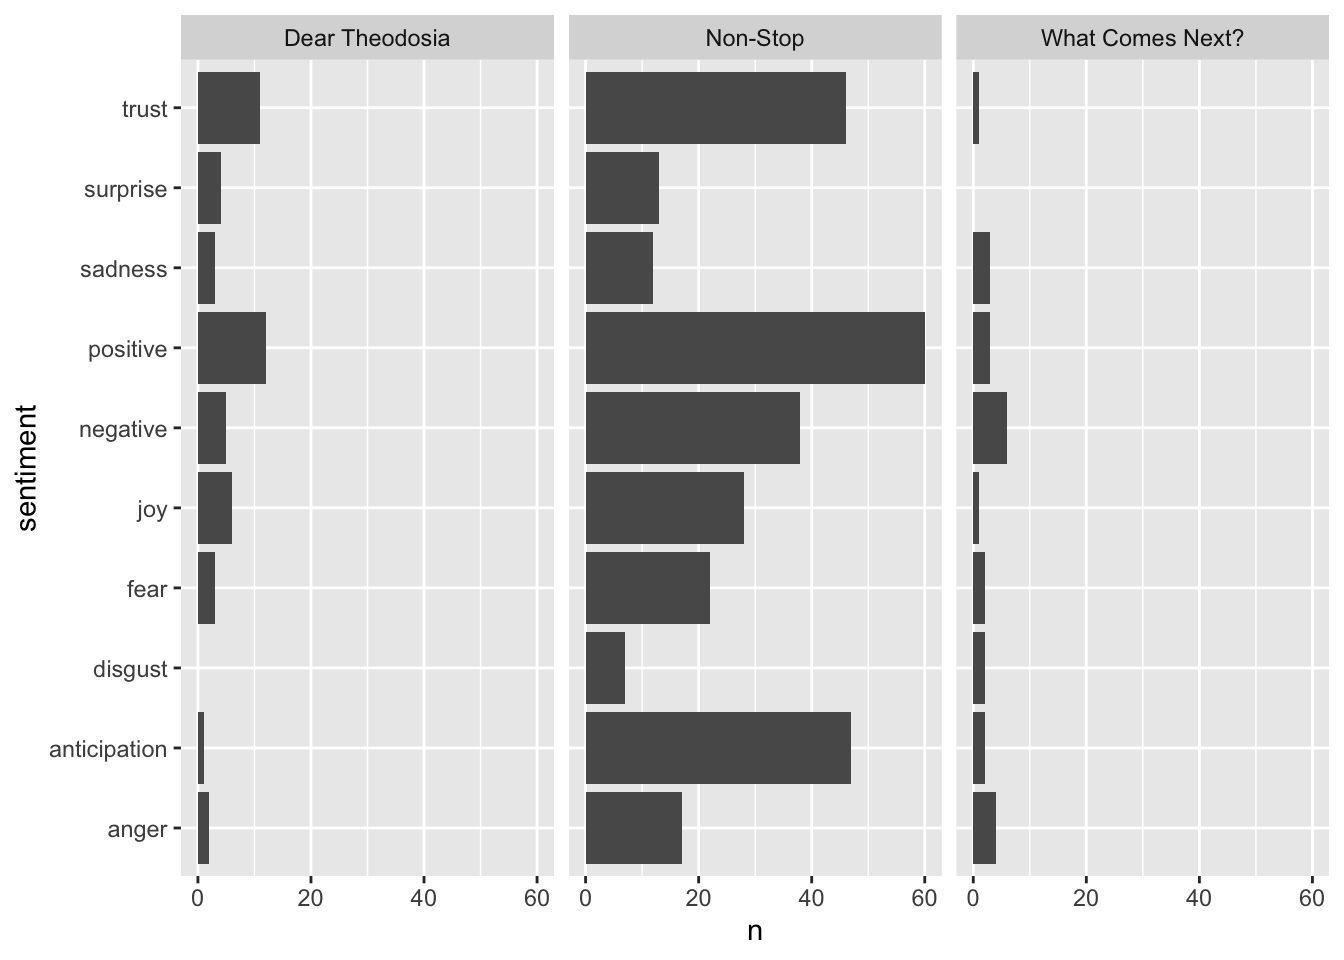 Dear Theodosia
Non-Stop
What Comes Next?
trust
surprise
sadness
positive
negative
joy
fear
disgust
anticipation
anger
sentiment
0 20 40 60
0 20 40 60
0 20 40 60
n